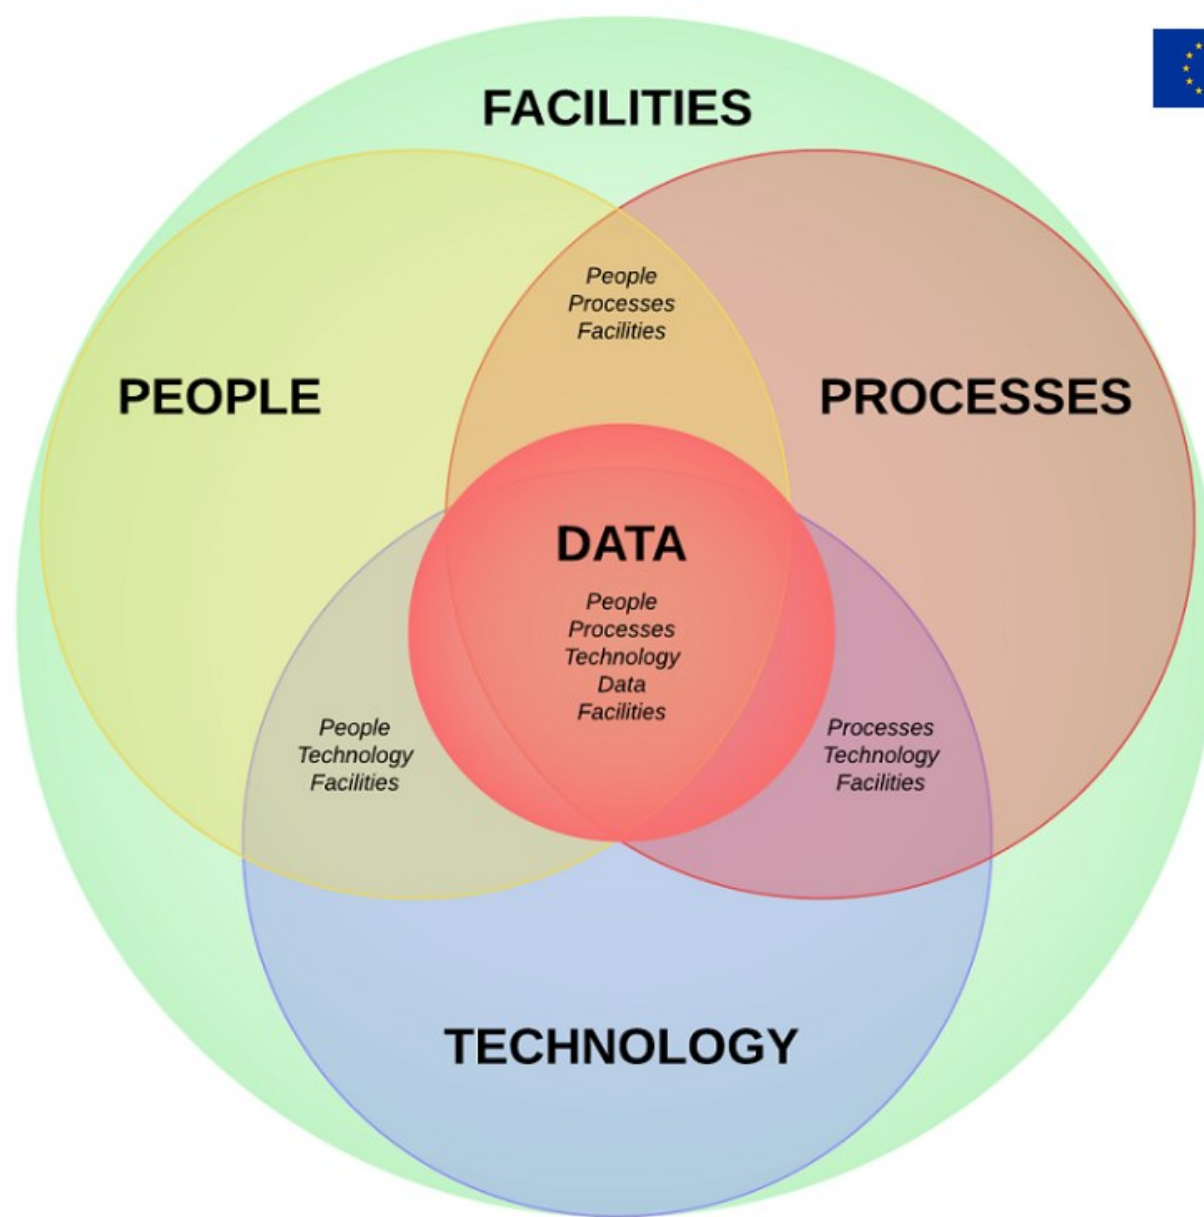 FACILITIES
People
Processes
Facilities
PEOPLE
PROCESSES
DATA
People
Processes
Technology
Data
Facilities
People
Technology
Facilities
Processes
Technology
Facilities
TECHNOLOGY